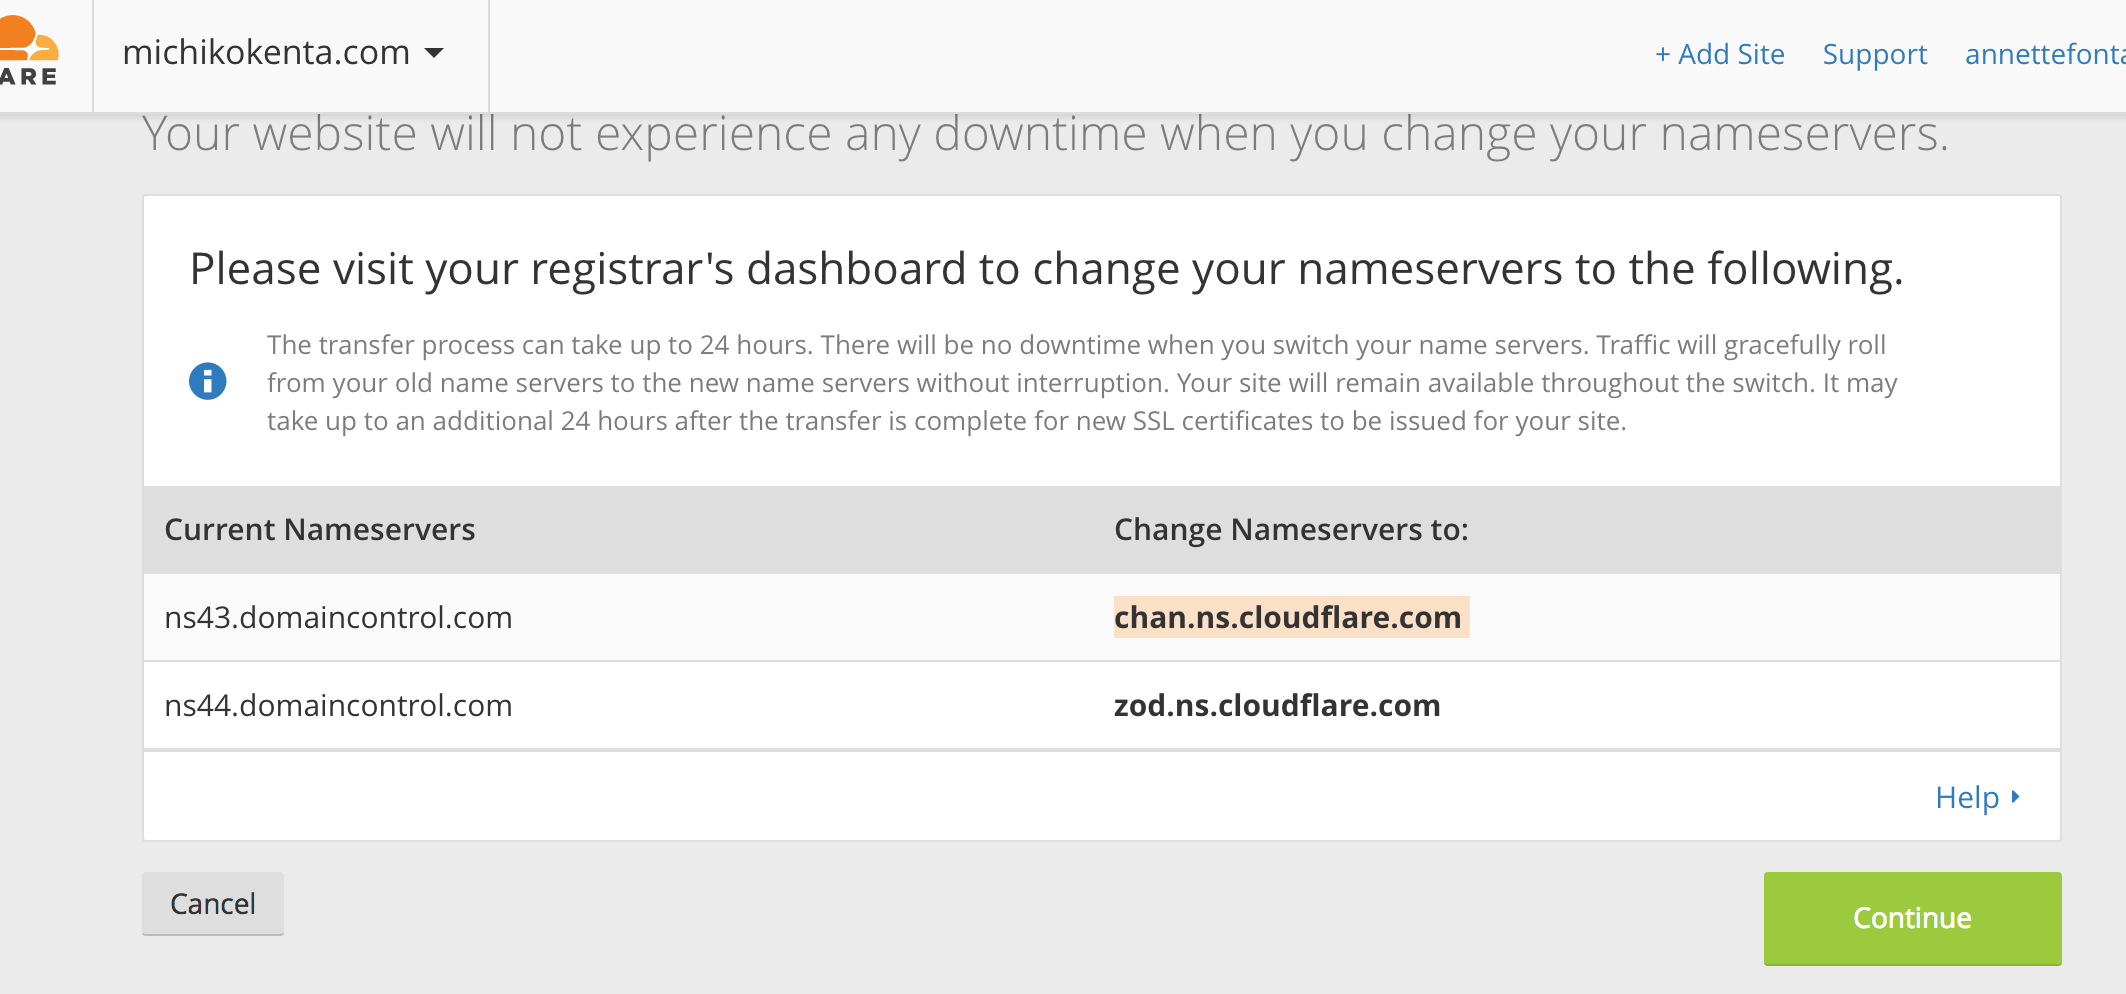 ARE
michikokenta.com
+ Add Site Support annettefonta
Your website will not experience any downtime when you change your nameservers.
Please visit your registrar's dashboard to change your nameservers to the following.
The transfer process can take up to 24 hours. There will be no downtime when you switch your name servers. Traffic will gracefully roll
from your old name servers to the new name servers without interruption. Your site will remain available throughout the switch. It may
take up to an additional 24 hours after the transfer is complete for new SSL certificates to be issued for your site.
Current Nameservers Change Nameservers to:
ns43.domaincontrol.com chan.ns.cloudflare.com
ns44.domaincontrol.com zod.ns.cloudflare.com
Help
Cancel Continue